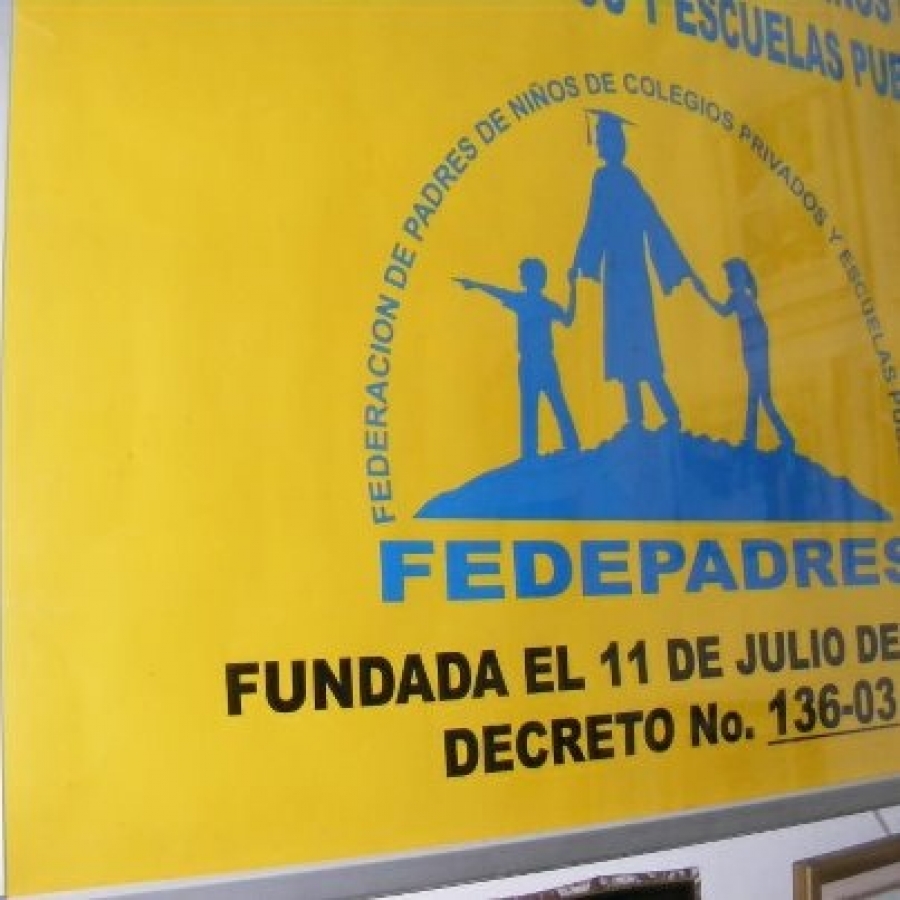 Y ESCUELAS
FEDERACION DE PADRES DE NIÑOS DE COLEGIOS PRIVADOS Y ESCUELAS
FEDEPADRES
FUNDADA EL 11 DE JULIO DE
DECRETO No. 136-03